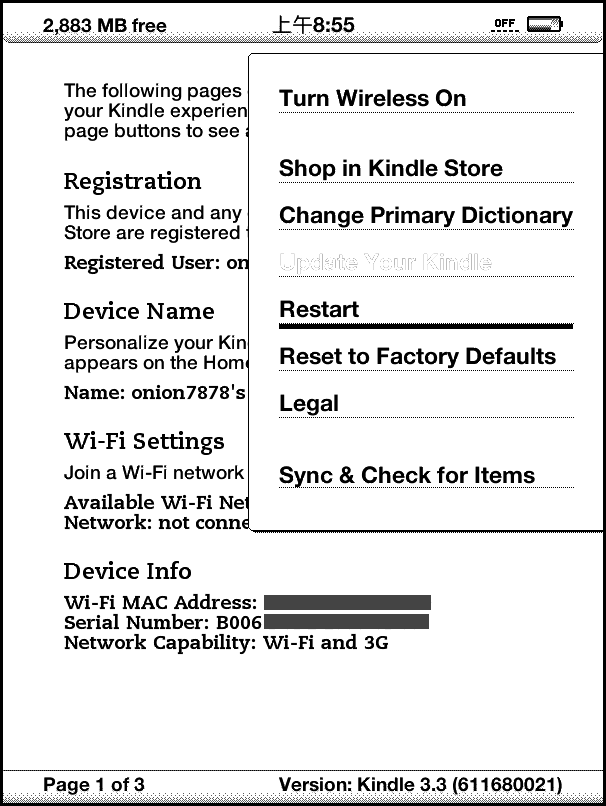 2,883 MB free 上午8:55 OFF
The following pages
your Kindle experien
page buttons to see
Registration
This device and any
Store are registered
Registered User: on
Device Name
Personalize your Kin
appears on the Home
Name: onion7878's
Wi-Fi Settings
Join a Wi-Fi network
Available Wi-Fi Net
Network: not conne
Device Info
Wi-Fi MAC Address:
Serial Number: B006
Network Capability: Wi-Fi and 3G
Turn Wireless On
Shop in Kindle Store
Change Primary Dictionary
Update Your Kindle
Restart
Reset to Factory Defaults
Legal
Sync & Check for Items
Page 1 of 3 Version: Kindle 3.3 (611680021)